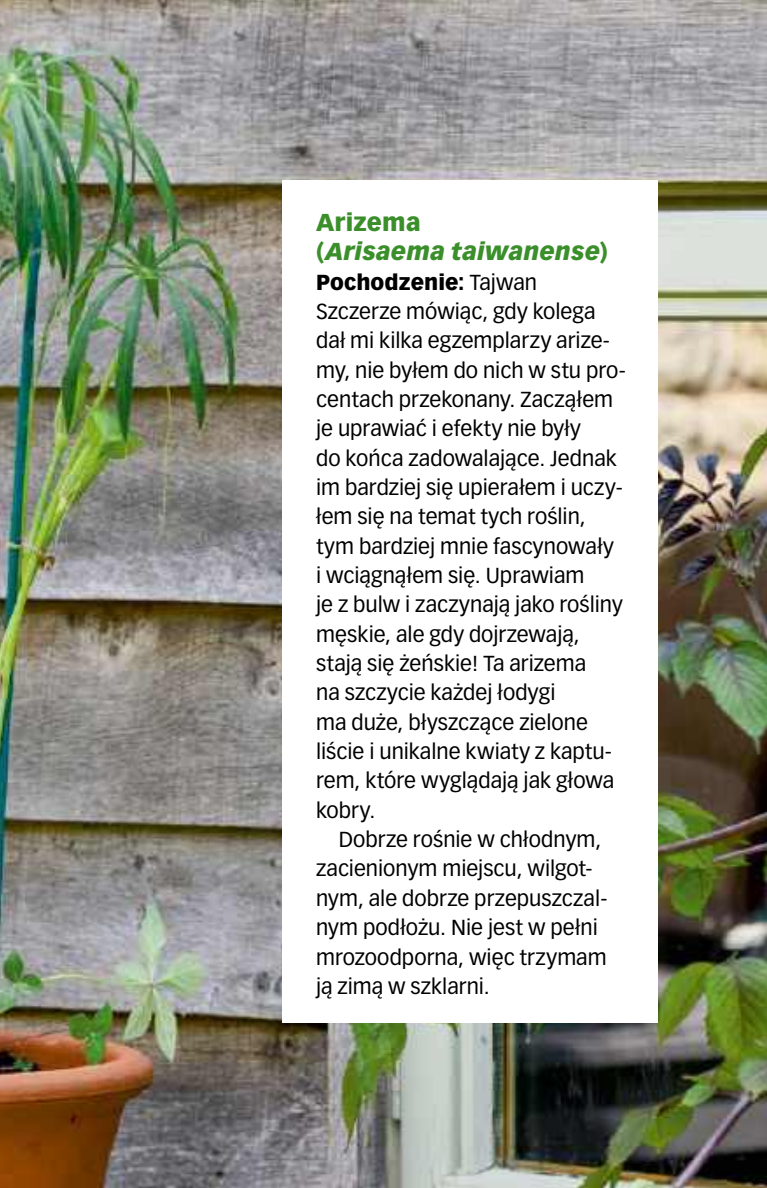 Arizema
(Arisaema taiwanense)
Pochodzenie: Tajwan
Szczerze mówiąc, gdy kolega
dał mi kilka egzemplarzy arize-
my, nie byłem do nich w stu pro-
centach przekonany. Zacząłem
je uprawiać i efekty nie były
do końca zadowalające. Jednak
im bardziej się upierałem i uczy-
łem się na temat tych roślin,
tym bardziej mnie fascynowały
i wciągnąłem się. Uprawiam
je z bulw i zaczynają jako rośliny
męskie, ale gdy dojrzewają,
stają się żeńskie! Ta arizema
na szczycie każdej łodygi
ma duże, błyszczące zielone
liście i unikalne kwiaty z kaptu-
rem, które wyglądają jak głowa
kobry.
Dobrze rośnie w chłodnym,
zacienionym miejscu, wilgot-
nym, ale dobrze przepuszczal-
nym podłożu. Nie jest w pełni
mrozoodporna, więc trzymam
ją zimą w szklarni.